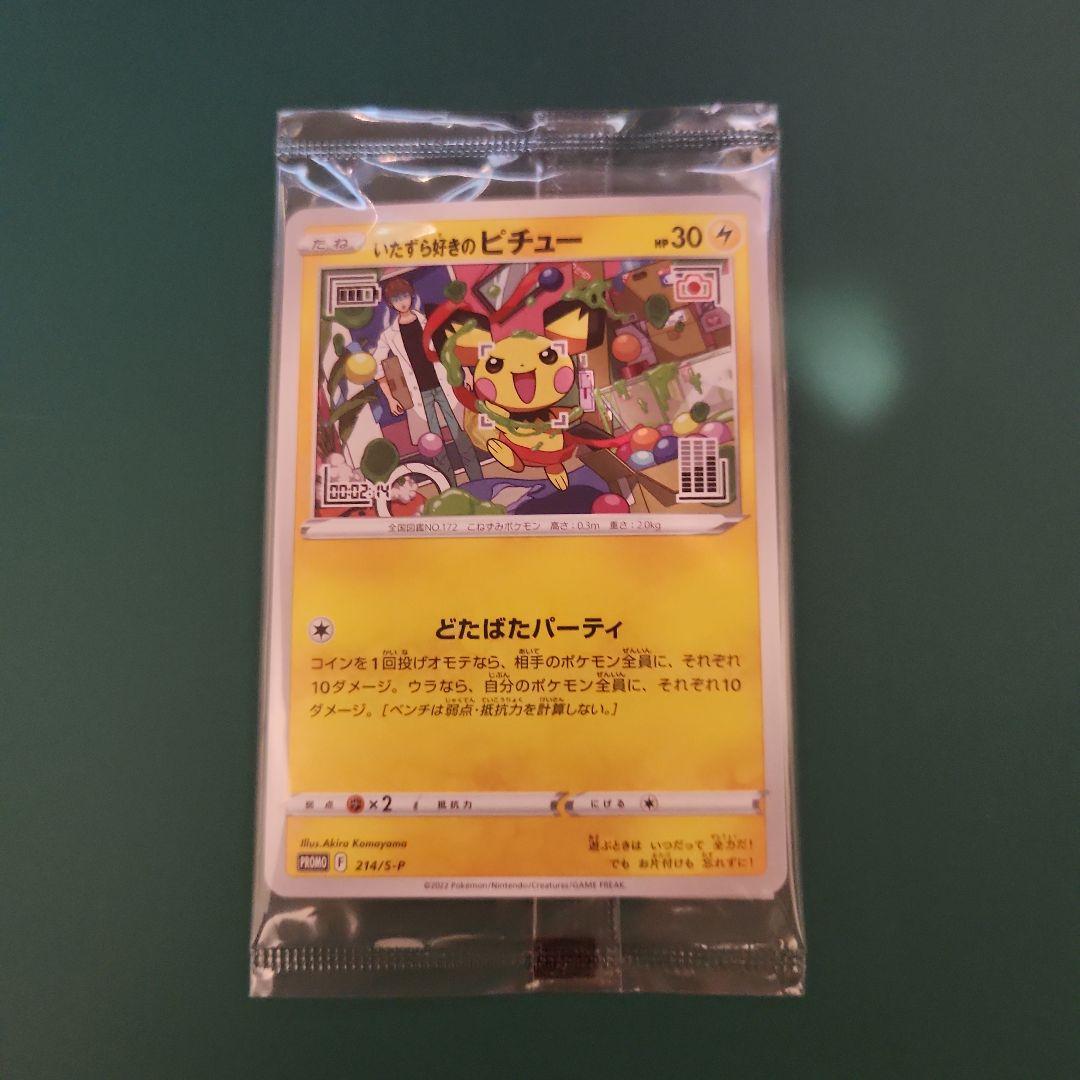 たね いたずら好きの ピチュー HP 30
00:02:14
全国図鑑NO.172 こねずみポケモン 高さ：0.3m 重さ：2.0kg
どたばたパーティ
コインを1回投げオモテなら、相手のポケモン全員に、それぞれ
10ダメージ。ウラなら、自分のポケモン全員に、それぞれ10
ダメージ。［ベンチは弱点・抵抗力を計算しない。］
弱点 ×2 抵抗力 にげる
Illus.Akira Komayama
PROMO F 214/S-P
遊ぶときは いつだって 全力だ！
でも お片付けも 忘れずに！
©2022 Pokémon/Nintendo/Creatures/GAME FREAK.